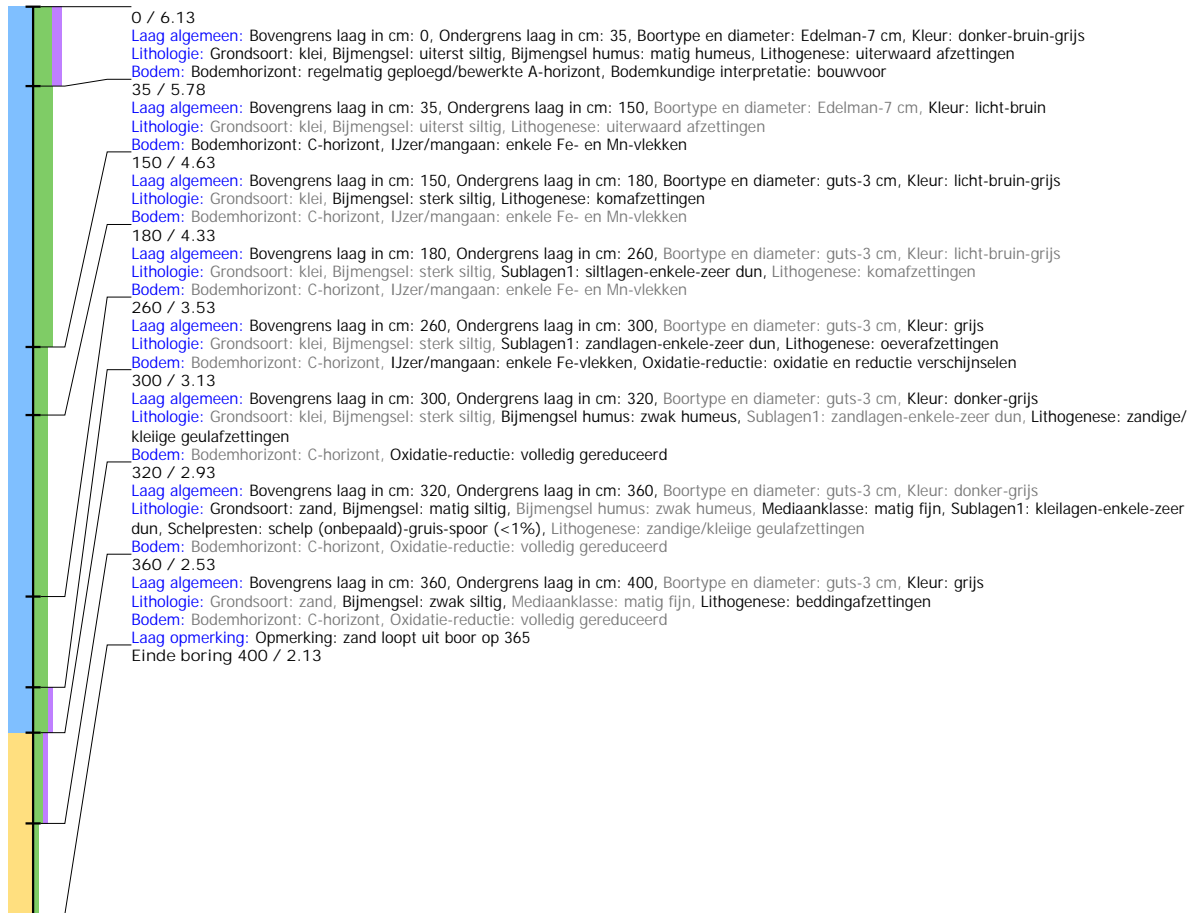 0 / 6.13
Laag algemeen: Bovengrens laag in cm: 0, Ondergrens laag in cm: 35, Boortype en diameter: Edelman-7 cm, Kleur: donker-bruin-grijs
Lithologie: Grondsoort: klei, Bijmengsel: uiterst siltig, Bijmengsel humus: matig humeus, Lithogenese: uiterwaard afzettingen
Bodem: Bodemhorizont: regelmatig geploegd/bewerkte A-horizont, Bodemkundige interpretatie: bouwvoor
35 / 5.78
Laag algemeen: Bovengrens laag in cm: 35, Ondergrens laag in cm: 150, Boortype en diameter: Edelman-7 cm, Kleur: licht-bruin
Lithologie: Grondsoort: klei, Bijmengsel: uiterst siltig, Lithogenese: uiterwaard afzettingen
Bodem: Bodemhorizont: C-horizont, IJzer/mangaan: enkele Fe- en Mn-vlekken
150 / 4.63
Laag algemeen: Bovengrens laag in cm: 150, Ondergrens laag in cm: 180, Boortype en diameter: guts-3 cm, Kleur: licht-bruin-grijs
Lithologie: Grondsoort: klei, Bijmengsel: sterk siltig, Lithogenese: komafzettingen
Bodem: Bodemhorizont: C-horizont, IJzer/mangaan: enkele Fe- en Mn-vlekken
180 / 4.33
Laag algemeen: Bovengrens laag in cm: 180, Ondergrens laag in cm: 260, Boortype en diameter: guts-3 cm, Kleur: licht-bruin-grijs
Lithologie: Grondsoort: klei, Bijmengsel: sterk siltig, Sublagen1: siltlagen-enkele-zeer dun, Lithogenese: komafzettingen
Bodem: Bodemhorizont: C-horizont, IJzer/mangaan: enkele Fe- en Mn-vlekken
260 / 3.53
Laag algemeen: Bovengrens laag in cm: 260, Ondergrens laag in cm: 300, Boortype en diameter: guts-3 cm, Kleur: grijs
Lithologie: Grondsoort: klei, Bijmengsel: sterk siltig, Sublagen1: zandlagen-enkele-zeer dun, Lithogenese: oeverafzettingen
Bodem: Bodemhorizont: C-horizont, IJzer/mangaan: enkele Fe-vlekken, Oxidatie-reductie: oxidatie en reductie verschijnselen
300 / 3.13
Laag algemeen: Bovengrens laag in cm: 300, Ondergrens laag in cm: 320, Boortype en diameter: guts-3 cm, Kleur: donker-grijs
Lithologie: Grondsoort: klei, Bijmengsel: sterk siltig, Bijmengsel humus: zwak humeus, Sublagen1: zandlagen-enkele-zeer dun, Lithogenese: zandige/
kleiige geulafzettingen
Bodem: Bodemhorizont: C-horizont, Oxidatie-reductie: volledig gereduceerd
320 / 2.93
Laag algemeen: Bovengrens laag in cm: 320, Ondergrens laag in cm: 360, Boortype en diameter: guts-3 cm, Kleur: donker-grijs
Lithologie: Grondsoort: zand, Bijmengsel: matig siltig, Bijmengsel humus: zwak humeus, Mediaanklasse: matig fijn, Sublagen1: kleilagen-enkele-zeer
dun, Schelpresten: schelp (onbepaald)-gruis-spoor (<1%), Lithogenese: zandige/kleiige geulafzettingen
Bodem: Bodemhorizont: C-horizont, Oxidatie-reductie: volledig gereduceerd
360 / 2.53
Laag algemeen: Bovengrens laag in cm: 360, Ondergrens laag in cm: 400, Boortype en diameter: guts-3 cm, Kleur: grijs
Lithologie: Grondsoort: zand, Bijmengsel: zwak siltig, Mediaanklasse: matig fijn, Lithogenese: beddingafzettingen
Bodem: Bodemhorizont: C-horizont, Oxidatie-reductie: volledig gereduceerd
Laag opmerking: Opmerking: zand loopt uit boor op 365
Einde boring 400 / 2.13